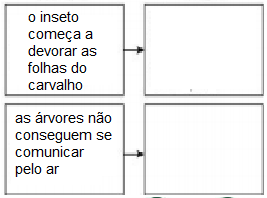 o inseto
começa a
devorar as
folhas do
carvalho
as árvores não
conseguem se
comunicar
pelo ar